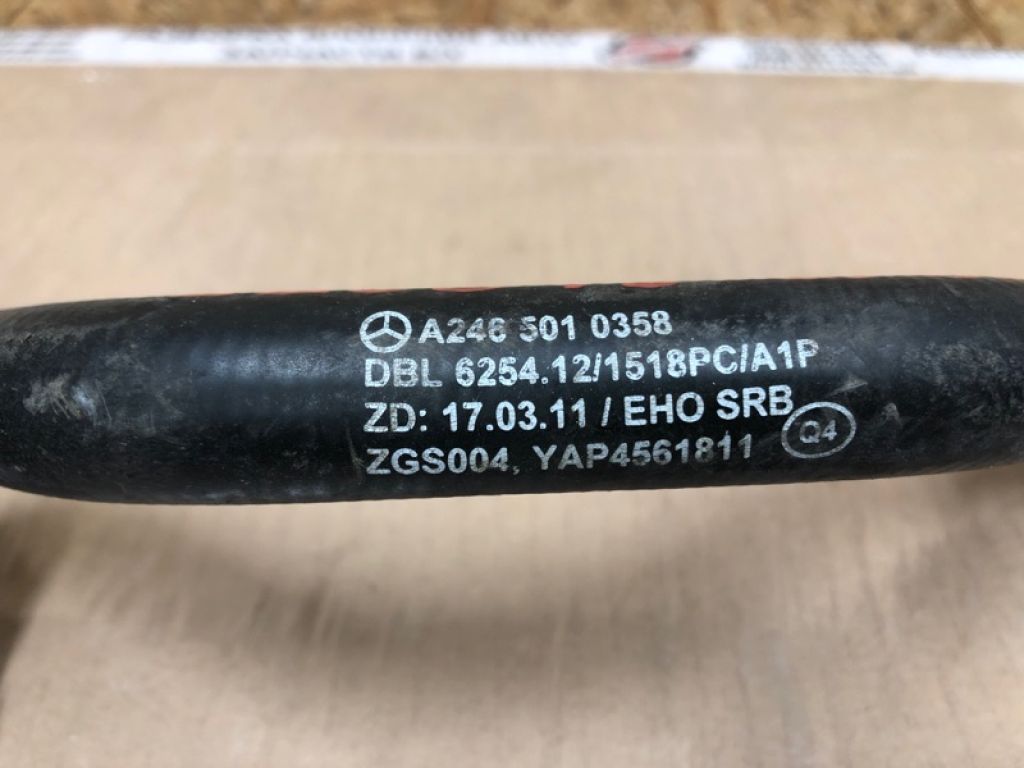 A246 501 0358
DBL 6254.12/1518PC/A1P
ZD: 17.03.11 / EHO SRB
ZGS004, YAP4561811
Q4